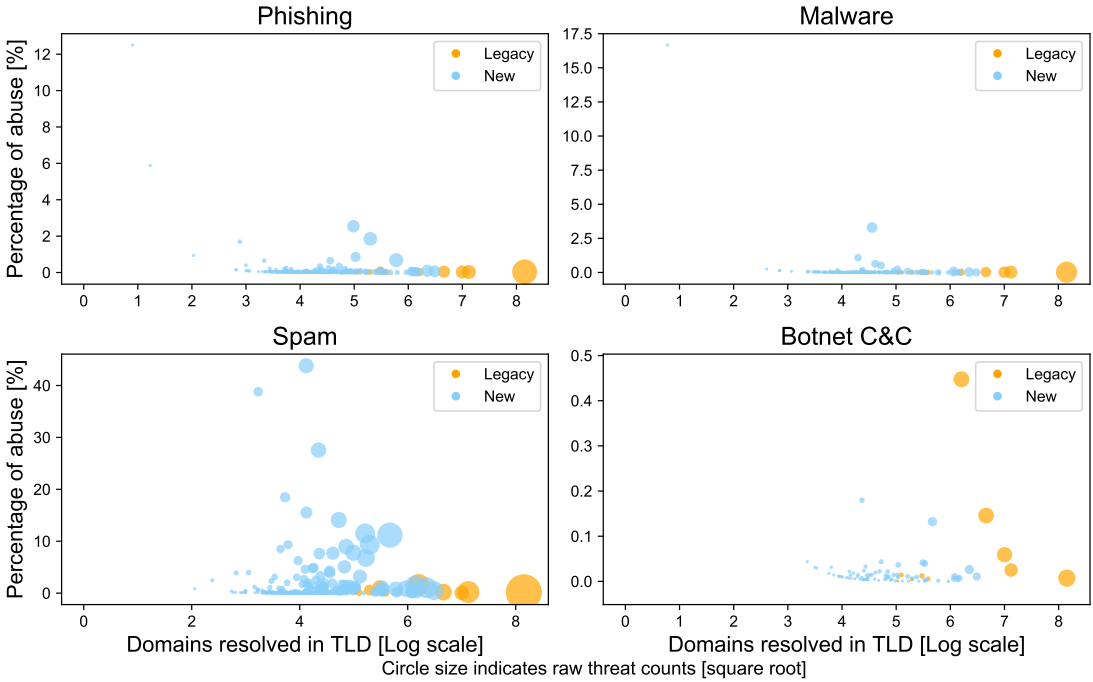 Phishing
Percentage of abuse [%]
12
10
8
6
4
2
0
0 1 2 3 4 5 6 7 8
Legacy
New
Malware
17.5
15.0
12.5
10.0
7.5
5.0
2.5
0.0
0 1 2 3 4 5 6 7 8
Legacy
New
Spam
Percentage of abuse [%]
40
30
20
10
0
0 2 4 6 8
Legacy
New
Domains resolved in TLD [Log scale]
Botnet C&C
0.5
0.4
0.3
0.2
0.1
0.0
0 1 2 3 4 5 6 7 8
Legacy
New
Domains resolved in TLD [Log scale]
Circle size indicates raw threat counts [square root]